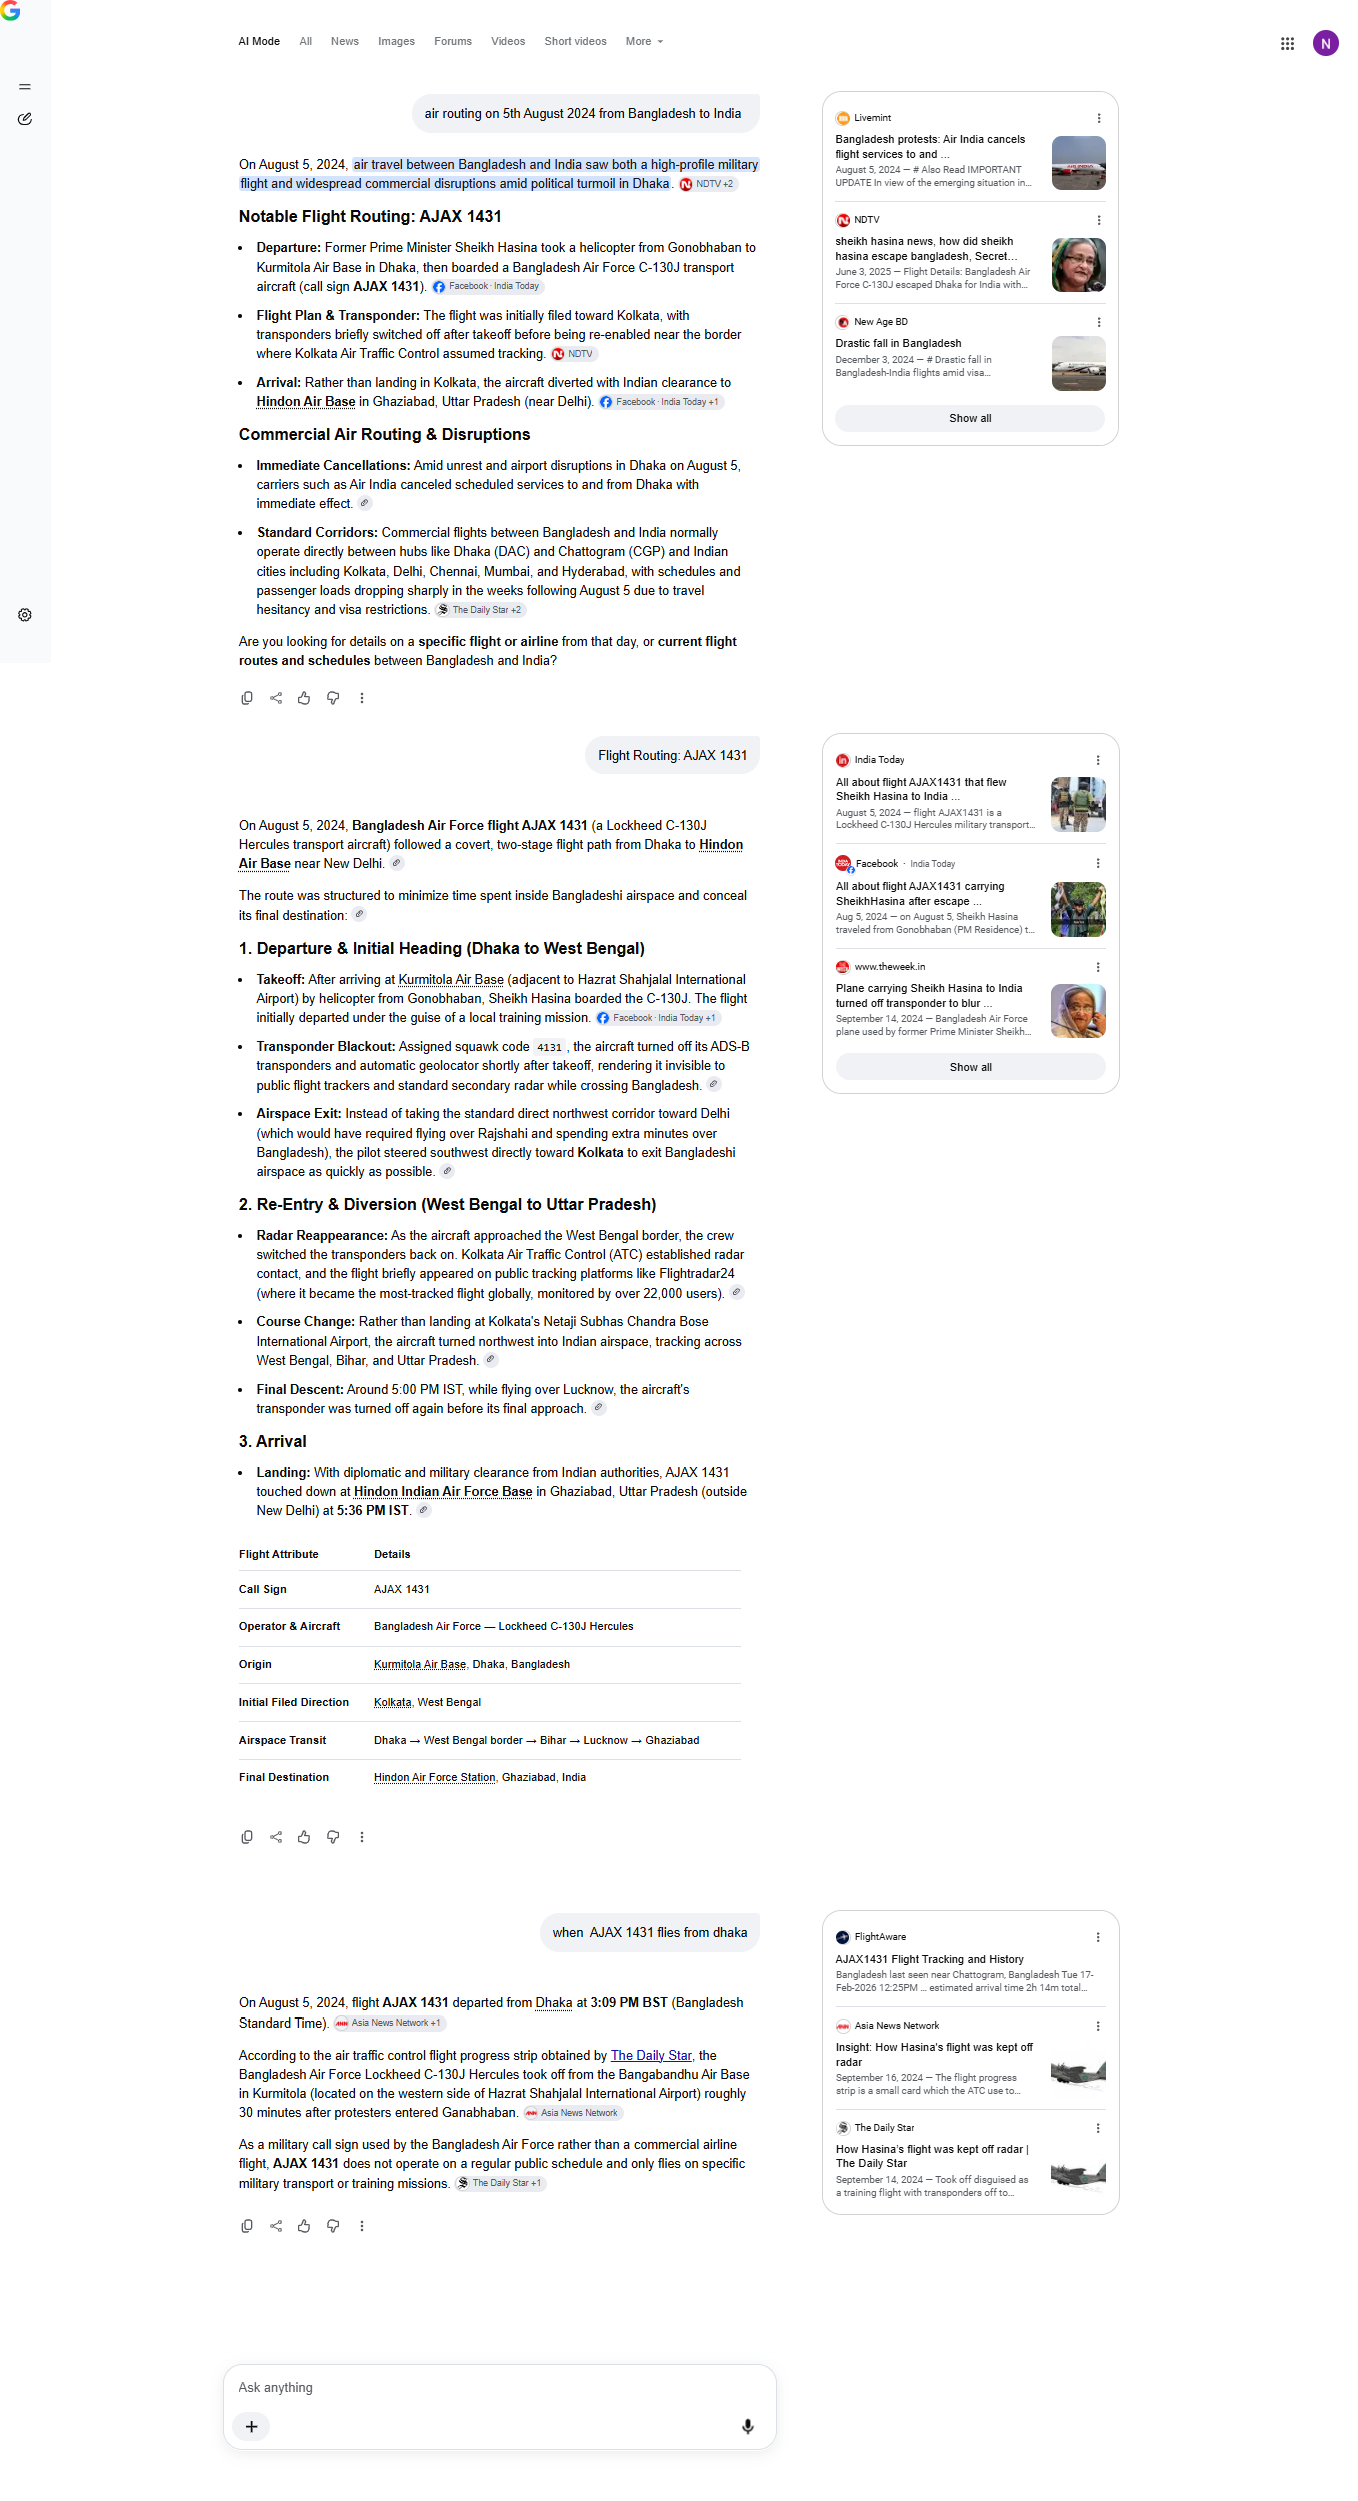 AI Mode All News Images Forums Videos Short videos More
N
air routing on 5th August 2024 from Bangladesh to India
On August 5, 2024, air travel between Bangladesh and India saw both a high-profile military
flight and widespread commercial disruptions amid political turmoil in Dhaka. NDTV +2
Notable Flight Routing: AJAX 1431
• Departure: Former Prime Minister Sheikh Hasina took a helicopter from Gonobhaban to
Kurmitola Air Base in Dhaka, then boarded a Bangladesh Air Force C-130J transport
aircraft (call sign AJAX 1431). Facebook · India Today
• Flight Plan & Transponder: The flight was initially filed toward Kolkata, with
transponders briefly switched off after takeoff before being re-enabled near the border
where Kolkata Air Traffic Control assumed tracking. NDTV
• Arrival: Rather than landing in Kolkata, the aircraft diverted with Indian clearance to
Hindon Air Base in Ghaziabad, Uttar Pradesh (near Delhi). Facebook · India Today +1
Commercial Air Routing & Disruptions
• Immediate Cancellations: Amid unrest and airport disruptions in Dhaka on August 5,
carriers such as Air India canceled scheduled services to and from Dhaka with
immediate effect.
• Standard Corridors: Commercial flights between Bangladesh and India normally
operate directly between hubs like Dhaka (DAC) and Chattogram (CGP) and Indian
cities including Kolkata, Delhi, Chennai, Mumbai, and Hyderabad, with schedules and
passenger loads dropping sharply in the weeks following August 5 due to travel
hesitancy and visa restrictions. The Daily Star +2
Are you looking for details on a specific flight or airline from that day, or current flight
routes and schedules between Bangladesh and India?
Livemint
Bangladesh protests: Air India cancels
flight services to and ...
August 5, 2024 — # Also Read IMPORTANT
UPDATE In view of the emerging situation in...
NDTV
sheikh hasina news, how did sheikh
hasina escape bangladesh, Secret...
June 3, 2025 — Flight Details: Bangladesh Air
Force C-130J escaped Dhaka for India with...
New Age BD
Drastic fall in Bangladesh
December 3, 2024 — # Drastic fall in
Bangladesh-India flights amid visa...
Show all
Flight Routing: AJAX 1431
On August 5, 2024, Bangladesh Air Force flight AJAX 1431 (a Lockheed C-130J
Hercules transport aircraft) followed a covert, two-stage flight path from Dhaka to Hindon
Air Base near New Delhi.
The route was structured to minimize time spent inside Bangladeshi airspace and conceal
its final destination:
1. Departure & Initial Heading (Dhaka to West Bengal)
• Takeoff: After arriving at Kurmitola Air Base (adjacent to Hazrat Shahjalal International
Airport) by helicopter from Gonobhaban, Sheikh Hasina boarded the C-130J. The flight
initially departed under the guise of a local training mission. Facebook · India Today +1
• Transponder Blackout: Assigned squawk code 4131, the aircraft turned off its ADS-B
transponders and automatic geolocator shortly after takeoff, rendering it invisible to
public flight trackers and standard secondary radar while crossing Bangladesh.
• Airspace Exit: Instead of taking the standard direct northwest corridor toward Delhi
(which would have required flying over Rajshahi and spending extra minutes over
Bangladesh), the pilot steered southwest directly toward Kolkata to exit Bangladeshi
airspace as quickly as possible.
2. Re-Entry & Diversion (West Bengal to Uttar Pradesh)
• Radar Reappearance: As the aircraft approached the West Bengal border, the crew
switched the transponders back on. Kolkata Air Traffic Control (ATC) established radar
contact, and the flight briefly appeared on public tracking platforms like Flightradar24
(where it became the most-tracked flight globally, monitored by over 22,000 users).
• Course Change: Rather than landing at Kolkata's Netaji Subhas Chandra Bose
International Airport, the aircraft turned northwest into Indian airspace, tracking across
West Bengal, Bihar, and Uttar Pradesh.
• Final Descent: Around 5:00 PM IST, while flying over Lucknow, the aircraft's
transponder was turned off again before its final approach.
3. Arrival
• Landing: With diplomatic and military clearance from Indian authorities, AJAX 1431
touched down at Hindon Indian Air Force Base in Ghaziabad, Uttar Pradesh (outside
New Delhi) at 5:36 PM IST.
Flight Attribute Details
Call Sign AJAX 1431
Operator & Aircraft Bangladesh Air Force — Lockheed C-130J Hercules
Origin Kurmitola Air Base, Dhaka, Bangladesh
Initial Filed Direction Kolkata, West Bengal
Airspace Transit Dhaka → West Bengal border → Bihar → Lucknow → Ghaziabad
Final Destination Hindon Air Force Station, Ghaziabad, India
India Today
All about flight AJAX1431 that flew
Sheikh Hasina to India ...
August 5, 2024 — flight AJAX1431 is a
Lockheed C-130J Hercules military transport...
Facebook · India Today
All about flight AJAX1431 carrying
SheikhHasina after escape ...
Aug 5, 2024 — on August 5, Sheikh Hasina
traveled from Gonobhaban (PM Residence) t...
www.theweek.in
Plane carrying Sheikh Hasina to India
turned off transponder to blur ...
September 14, 2024 — Bangladesh Air Force
plane used by former Prime Minister Sheikh...
Show all
when AJAX 1431 flies from dhaka
On August 5, 2024, flight AJAX 1431 departed from Dhaka at 3:09 PM BST (Bangladesh
Standard Time). Asia News Network +1
According to the air traffic control flight progress strip obtained by The Daily Star, the
Bangladesh Air Force Lockheed C-130J Hercules took off from the Bangabandhu Air Base
in Kurmitola (located on the western side of Hazrat Shahjalal International Airport) roughly
30 minutes after protesters entered Ganabhaban. Asia News Network
As a military call sign used by the Bangladesh Air Force rather than a commercial airline
flight, AJAX 1431 does not operate on a regular public schedule and only flies on specific
military transport or training missions. The Daily Star +1
FlightAware
AJAX1431 Flight Tracking and History
Bangladesh last seen near Chattogram, Bangladesh Tue 17-
Feb-2026 12:25PM ... estimated arrival time 2h 14m total...
Asia News Network
Insight: How Hasina's flight was kept off
radar
September 16, 2024 — The flight progress
strip is a small card which the ATC use to...
The Daily Star
How Hasina's flight was kept off radar |
The Daily Star
September 14, 2024 — Took off disguised as
a training flight with transponders off to...
Ask anything